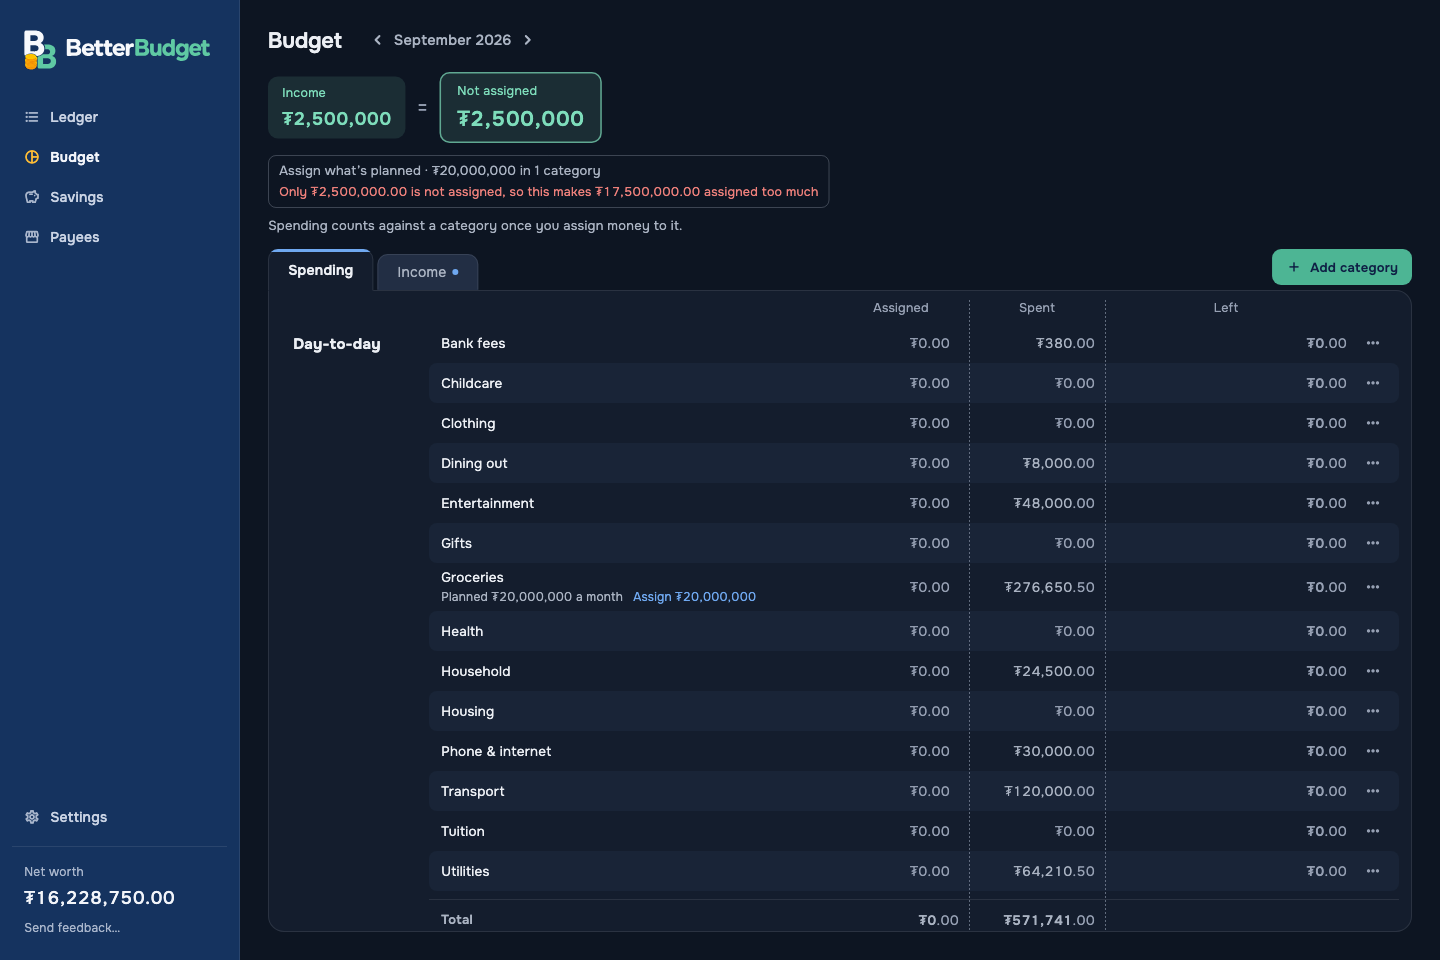 BetterBudget
Ledger
Budget
Savings
Payees
Settings
Net worth
₮16,228,750.00
Send feedback...
Budget
September 2026
Income
₮2,500,000
=
Not assigned
₮2,500,000
Assign what's planned · ₮20,000,000 in 1 category
Only ₮2,500,000.00 is not assigned, so this makes ₮17,500,000.00 assigned too much
Spending counts against a category once you assign money to it.
Spending
Income
+ Add category
Assigned Spent Left
Day-to-day
Bank fees ₮0.00 ₮380.00 ₮0.00
Childcare ₮0.00 ₮0.00 ₮0.00
Clothing ₮0.00 ₮0.00 ₮0.00
Dining out ₮0.00 ₮8,000.00 ₮0.00
Entertainment ₮0.00 ₮48,000.00 ₮0.00
Gifts ₮0.00 ₮0.00 ₮0.00
Groceries ₮0.00 ₮276,650.50 ₮0.00
Planned ₮20,000,000 a month Assign ₮20,000,000
Health ₮0.00 ₮0.00 ₮0.00
Household ₮0.00 ₮24,500.00 ₮0.00
Housing ₮0.00 ₮0.00 ₮0.00
Phone & internet ₮0.00 ₮30,000.00 ₮0.00
Transport ₮0.00 ₮120,000.00 ₮0.00
Tuition ₮0.00 ₮0.00 ₮0.00
Utilities ₮0.00 ₮64,210.50 ₮0.00
Total ₮0.00 ₮571,741.00